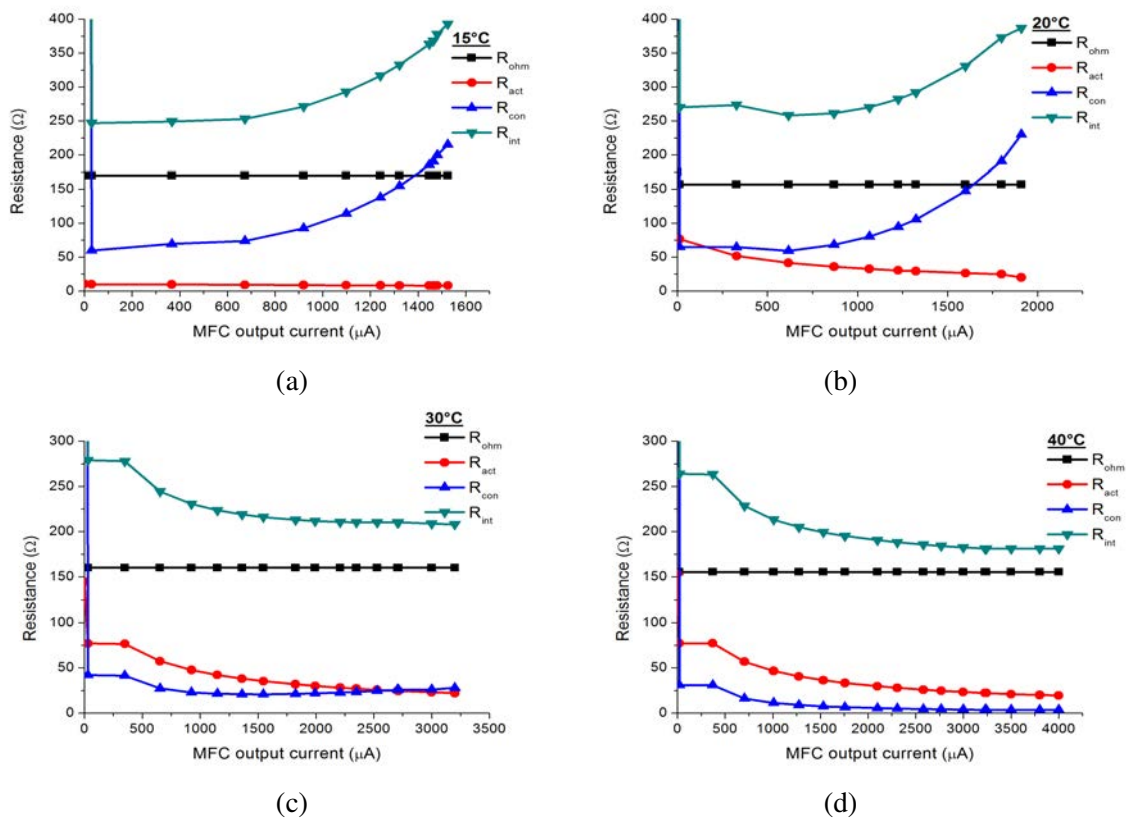 15°C
R_ohm
R_act
R_con
R_int
400
350
300
250
200
150
100
50
0
Resistance (Ω)
0 200 400 600 800 1000 1200 1400 1600
MFC output current (μA)
(a)
20°C
R_ohm
R_act
R_con
R_int
400
350
300
250
200
150
100
50
0
Resistance (Ω)
0 500 1000 1500 2000
MFC output current (μA)
(b)
30°C
R_ohm
R_act
R_con
R_int
300
250
200
150
100
50
0
Resistance (Ω)
0 500 1000 1500 2000 2500 3000 3500
MFC output current (μA)
(c)
40°C
R_ohm
R_act
R_con
R_int
300
250
200
150
100
50
0
Resistance (Ω)
0 500 1000 1500 2000 2500 3000 3500 4000
MFC output current (μA)
(d)